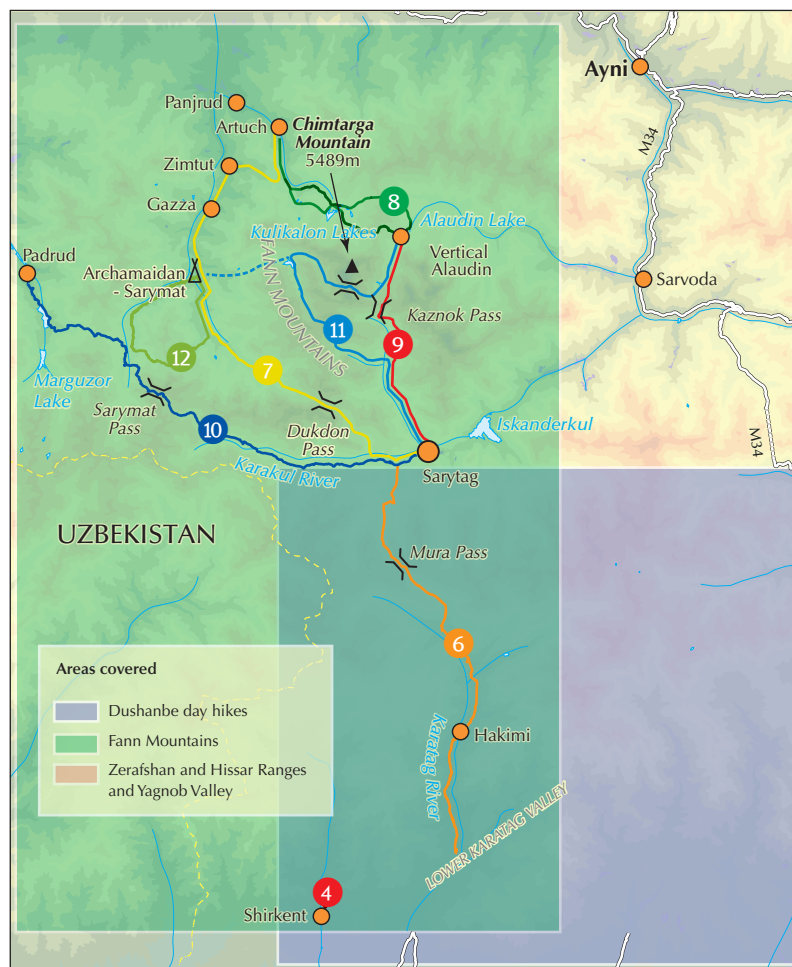 Ayni
Panjrud
Artuch
Chimtarga
Mountain
5489m
M34
Zimtut
8
Gazza
Kulikalon Lakes
Alaudin Lake
Padrud
FANN MOUNTAINS
Vertical
Alaudin
Archamaidan
- Sarymat
Sarvoda
Kaznok Pass
11
9
12
7
Marguzor
Lake
Sarymat
Pass
10
Dukdon
Pass
Iskanderkul
M34
Karakul River
Sarytag
UZBEKISTAN
Mura Pass
6
Areas covered
Dushanbe day hikes
Fann Mountains
Zerafshan and Hissar Ranges
and Yagnob Valley
Karatag River
Hakimi
LOWER KARATAG VALLEY
4
Shirkent